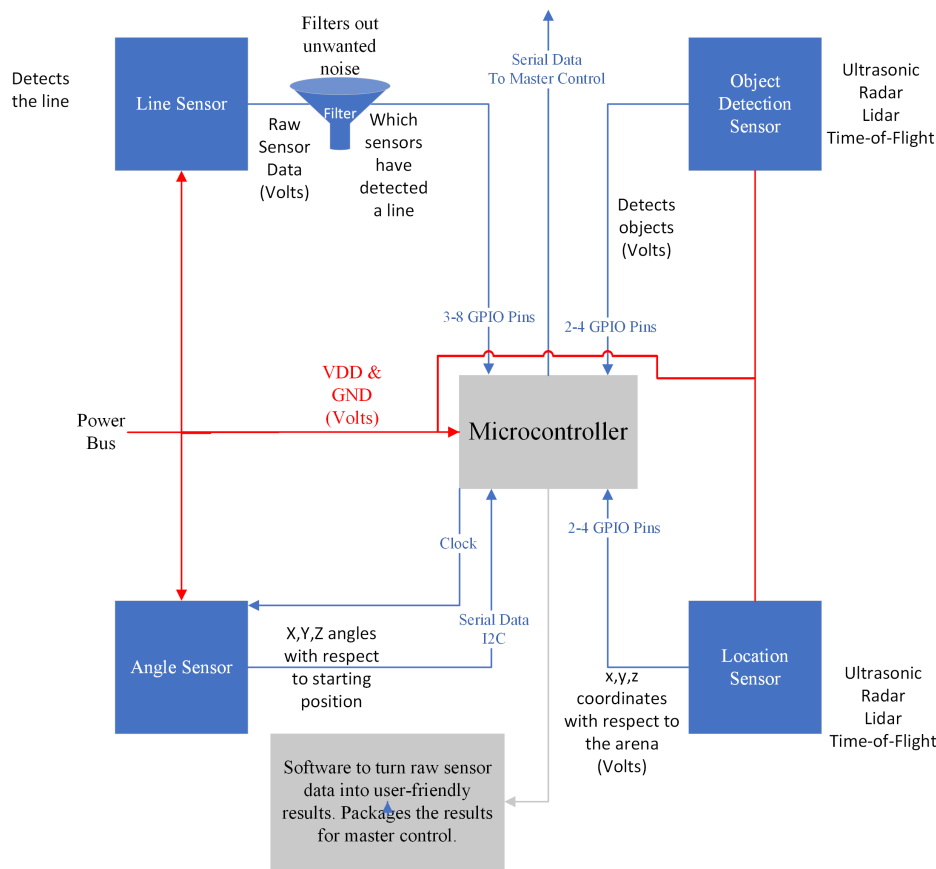 Filters out
unwanted
noise
Serial Data
To Master Control
Detects
the line
Line Sensor
Filter
Raw
Sensor
Data
(Volts)
Which
sensors
have
detected
a line
Object
Detection
Sensor
Ultrasonic
Radar
Lidar
Time-of-Flight
Detects
objects
(Volts)
3-8 GPIO Pins
2-4 GPIO Pins
VDD &
GND
(Volts)
Power
Bus
Microcontroller
Clock
2-4 GPIO Pins
Serial Data
I2C
Angle Sensor
X,Y,Z angles
with respect
to starting
position
Location
Sensor
x,y,z
coordinates
with respect to
the arena
(Volts)
Ultrasonic
Radar
Lidar
Time-of-Flight
Software to turn raw sensor
data into user-friendly
results. Packages the results
for master control.